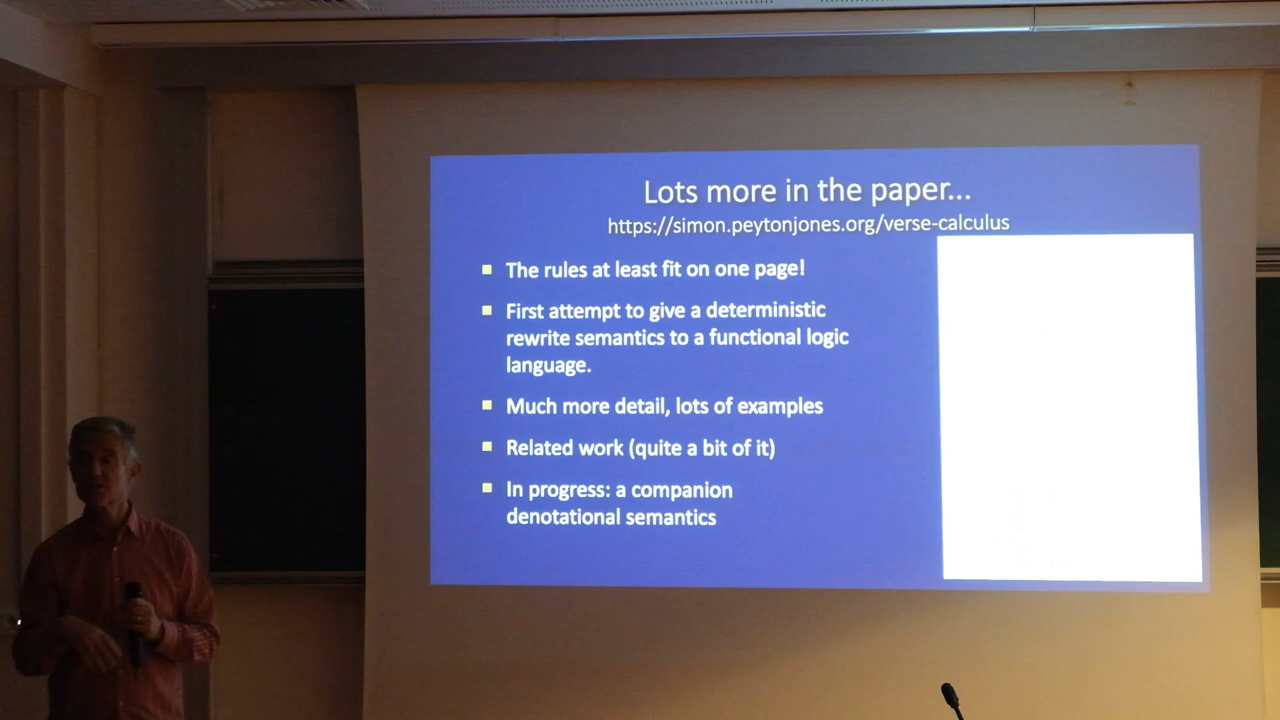 Lots more in the paper...
https://simon.peytonjones.org/verse-calculus
The rules at least fit on one page!
First attempt to give a deterministic
rewrite semantics to a functional logic
language.
Much more detail, lots of examples
Related work (quite a bit of it)
In progress: a companion
denotational semantics